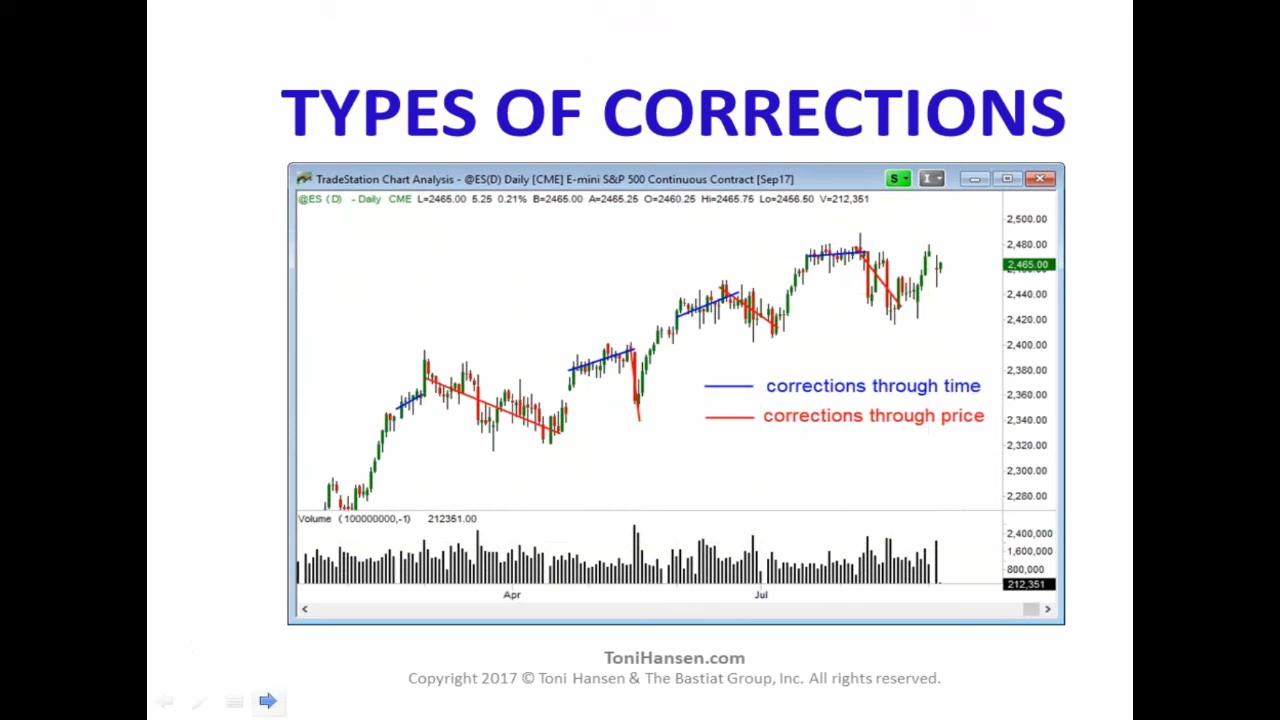 TYPES OF CORRECTIONS
TradeStation Chart Analysis - @ES(D) Daily [CME] E-mini S&P 500 Continuous Contract [Sep17]
S
I
@ES (D) - Daily CME L=2465.00 5.25 0.21% B=2465.00 A=2465.25 O=2460.25 Hi=2465.75 Lo=2456.50 V=212,351
2,500.00
2,480.00
2,465.00
2,440.00
2,420.00
2,400.00
2,380.00
2,360.00
2,340.00
2,320.00
2,300.00
2,280.00
corrections through time
corrections through price
Volume (100000000,-1) 212351.00
2,400,000
1,600,000
800,000
212,351
Apr Jul
ToniHansen.com
Copyright 2017 © Toni Hansen & The Bastiat Group, Inc. All rights reserved.